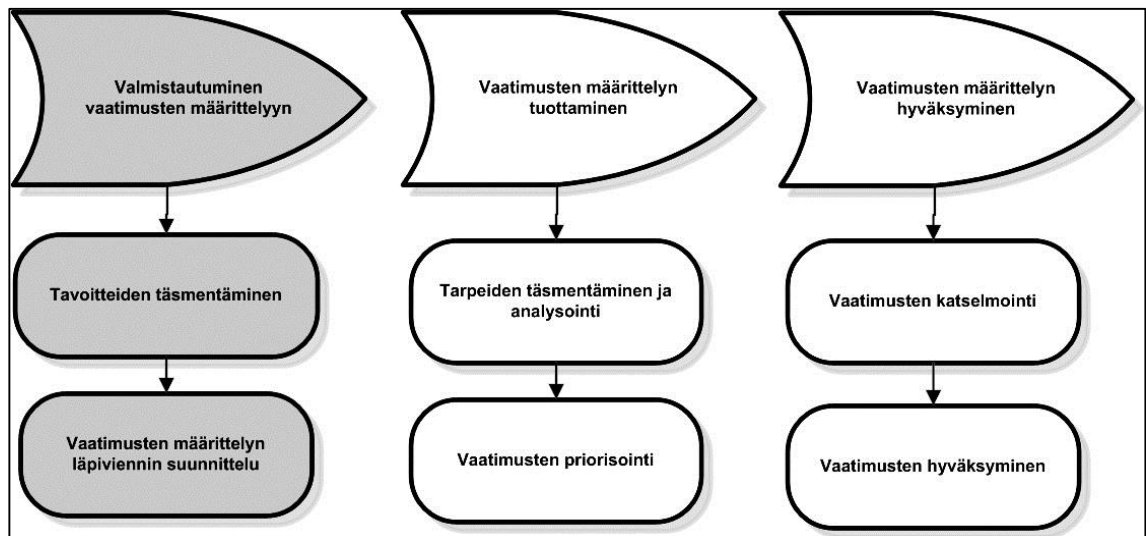 Valmistautuminen
vaatimusten määrittelyyn
Tavoitteiden täsmentäminen
Vaatimusten määrittelyn
läpiviennin suunnittelu
Vaatimusten määrittelyn
tuottaminen
Tarpeiden täsmentäminen ja
analysointi
Vaatimusten priorisointi
Vaatimusten määrittelyn
hyväksyminen
Vaatimusten katselmointi
Vaatimusten hyväksyminen